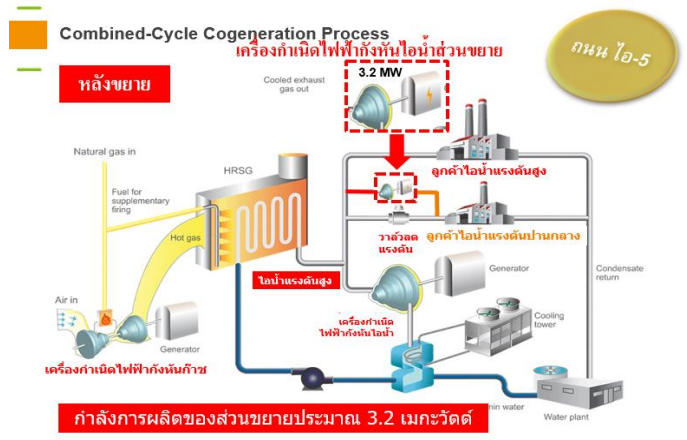 Combined-Cycle Cogeneration Process
เครื่องกำเนิดไฟฟ้ากังหันไอน้ำส่วนขยาย
ถนน ไอ-5
หลังขยาย
Cooled exhaust
gas out
3.2 MW
Natural gas in
HRSG
ลูกค้าไอน้ำแรงดันสูง
Fuel for
supplementary
firing
Hot gas
วาล์วลด
แรงดัน
ลูกค้าไอน้ำแรงดันปานกลาง
ไอน้ำแรงดันสูง
Generator
Condensate
return
Air in
Cooling
tower
เครื่องกำเนิด
ไฟฟ้ากังหันไอน้ำ
Generator
เครื่องกำเนิดไฟฟ้ากังหันก๊าซ
กำลังการผลิตของส่วนขยายประมาณ 3.2 เมกะวัตต์
water
Water plant